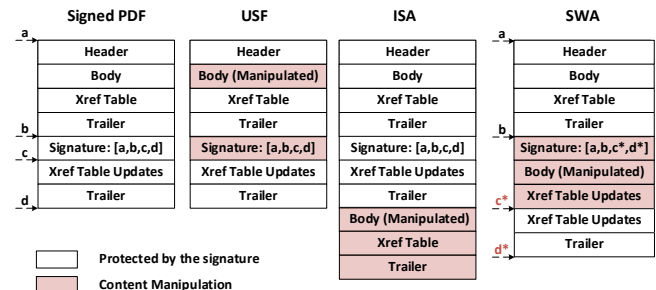 Signed PDF
a
Header
Body
Xref Table
Trailer
b
Signature: [a,b,c,d]
c
Xref Table Updates
Trailer
d
USF
Header
Body (Manipulated)
Xref Table
Trailer
Signature: [a,b,c,d]
Xref Table Updates
Trailer
ISA
Header
Body
Xref Table
Trailer
Signature: [a,b,c,d]
Xref Table Updates
Trailer
Body (Manipulated)
Xref Table
Trailer
SWA
a
Header
Body
Xref Table
Trailer
b
Signature: [a,b,c*,d*]
Body (Manipulated)
Xref Table Updates
c*
Xref Table Updates
Trailer
d*
Protected by the signature
Content Manipulation